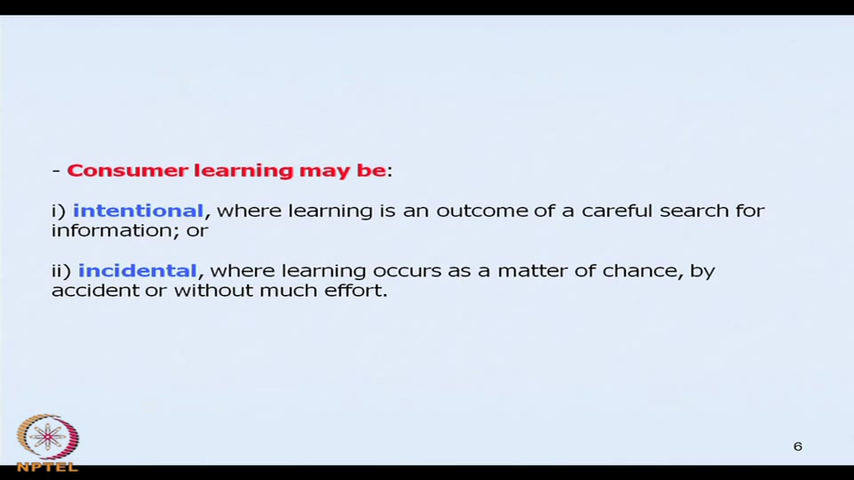 - Consumer learning may be:
i) intentional, where learning is an outcome of a careful search for
information; or
ii) incidental, where learning occurs as a matter of chance, by
accident or without much effort.
NPTEL
6